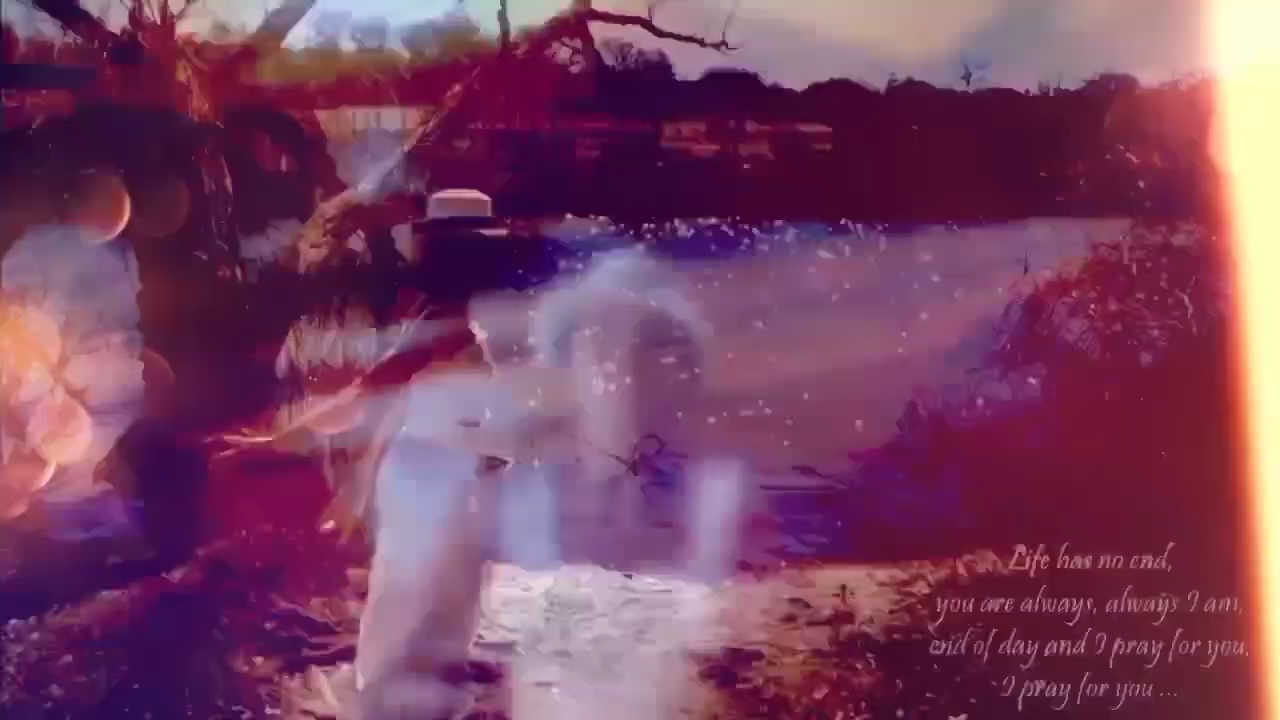 Life has no end,
you are always, always I am,
end of day and I pray for you,
I pray for you ...